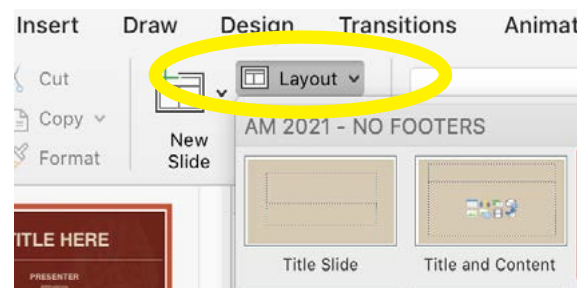 Insert Draw Design Transitions Animat
Cut
Layout
Copy
AM 2021 - NO FOOTERS
New
Slide
Format
TITLE HERE
PRESENTER
Title Slide
Title and Content